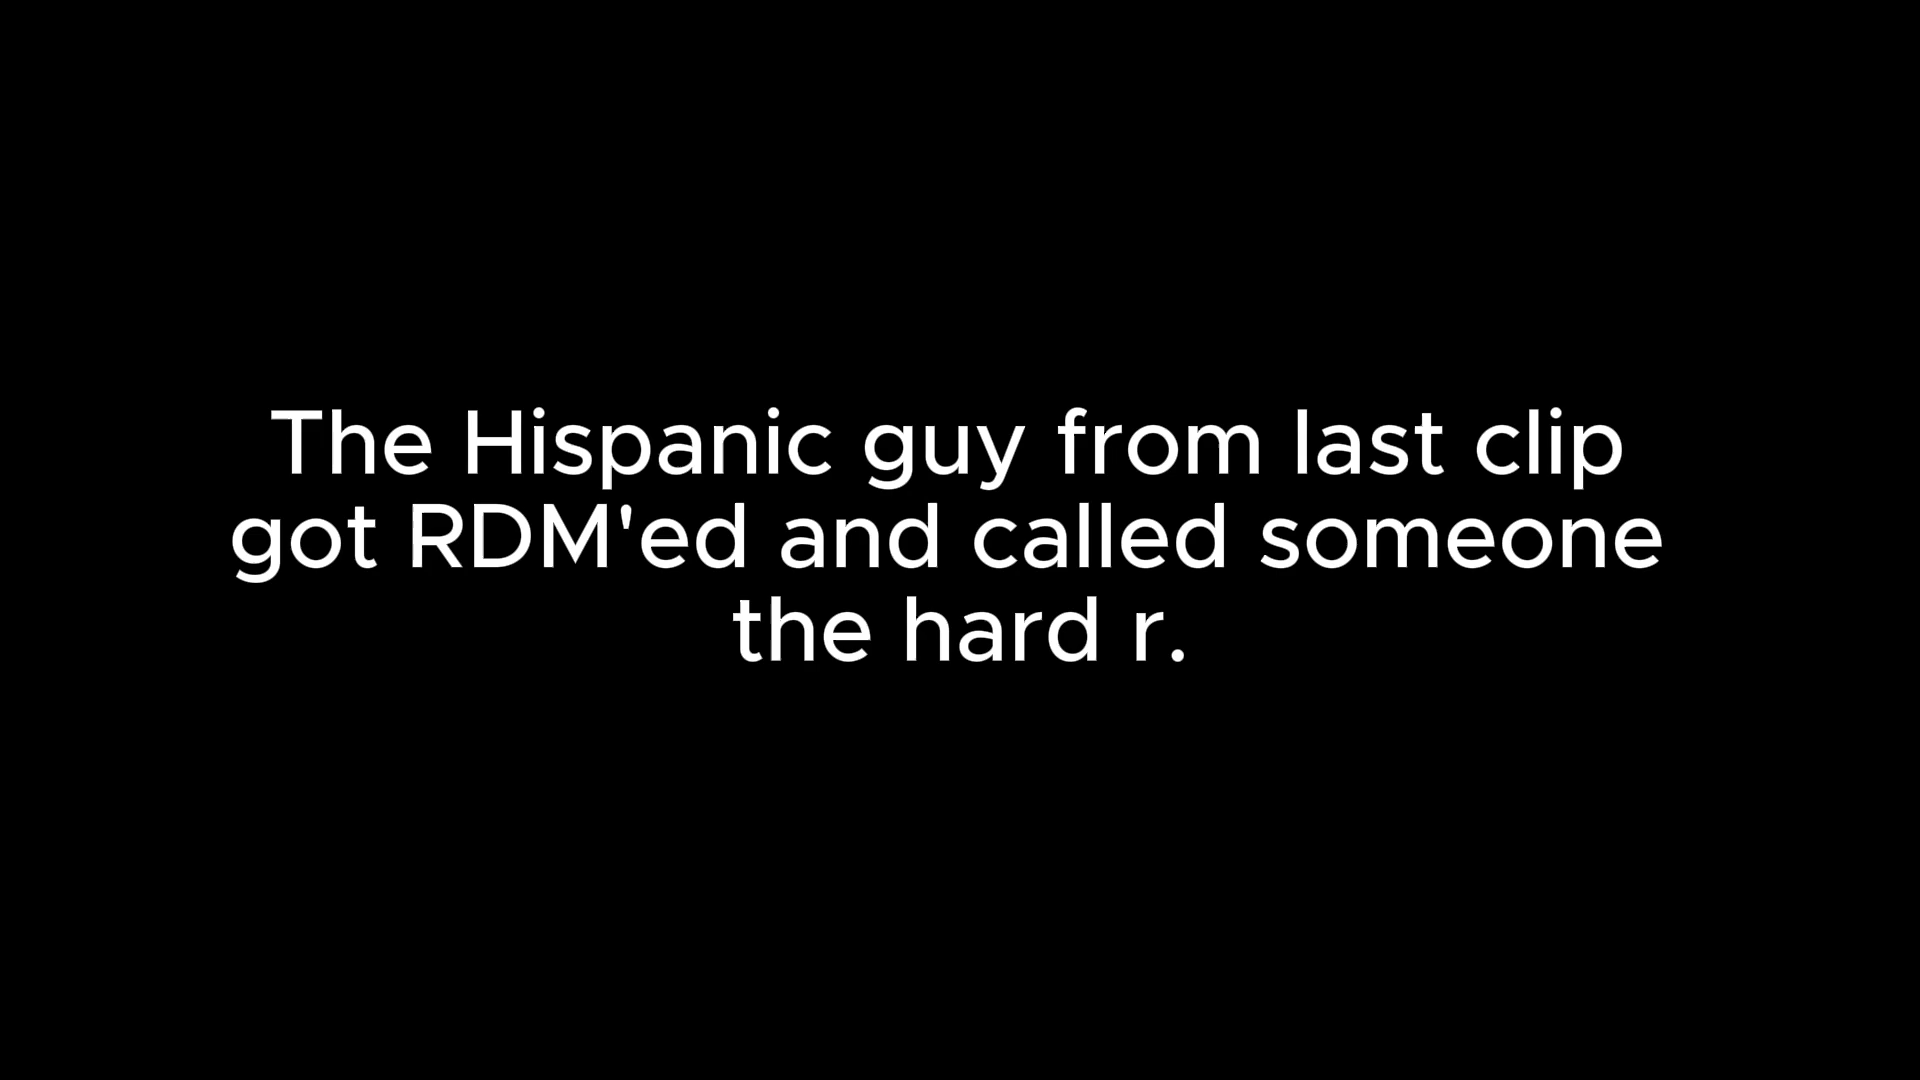 The Hispanic guy from last clip
got RDM'ed and called someone
the hard r.